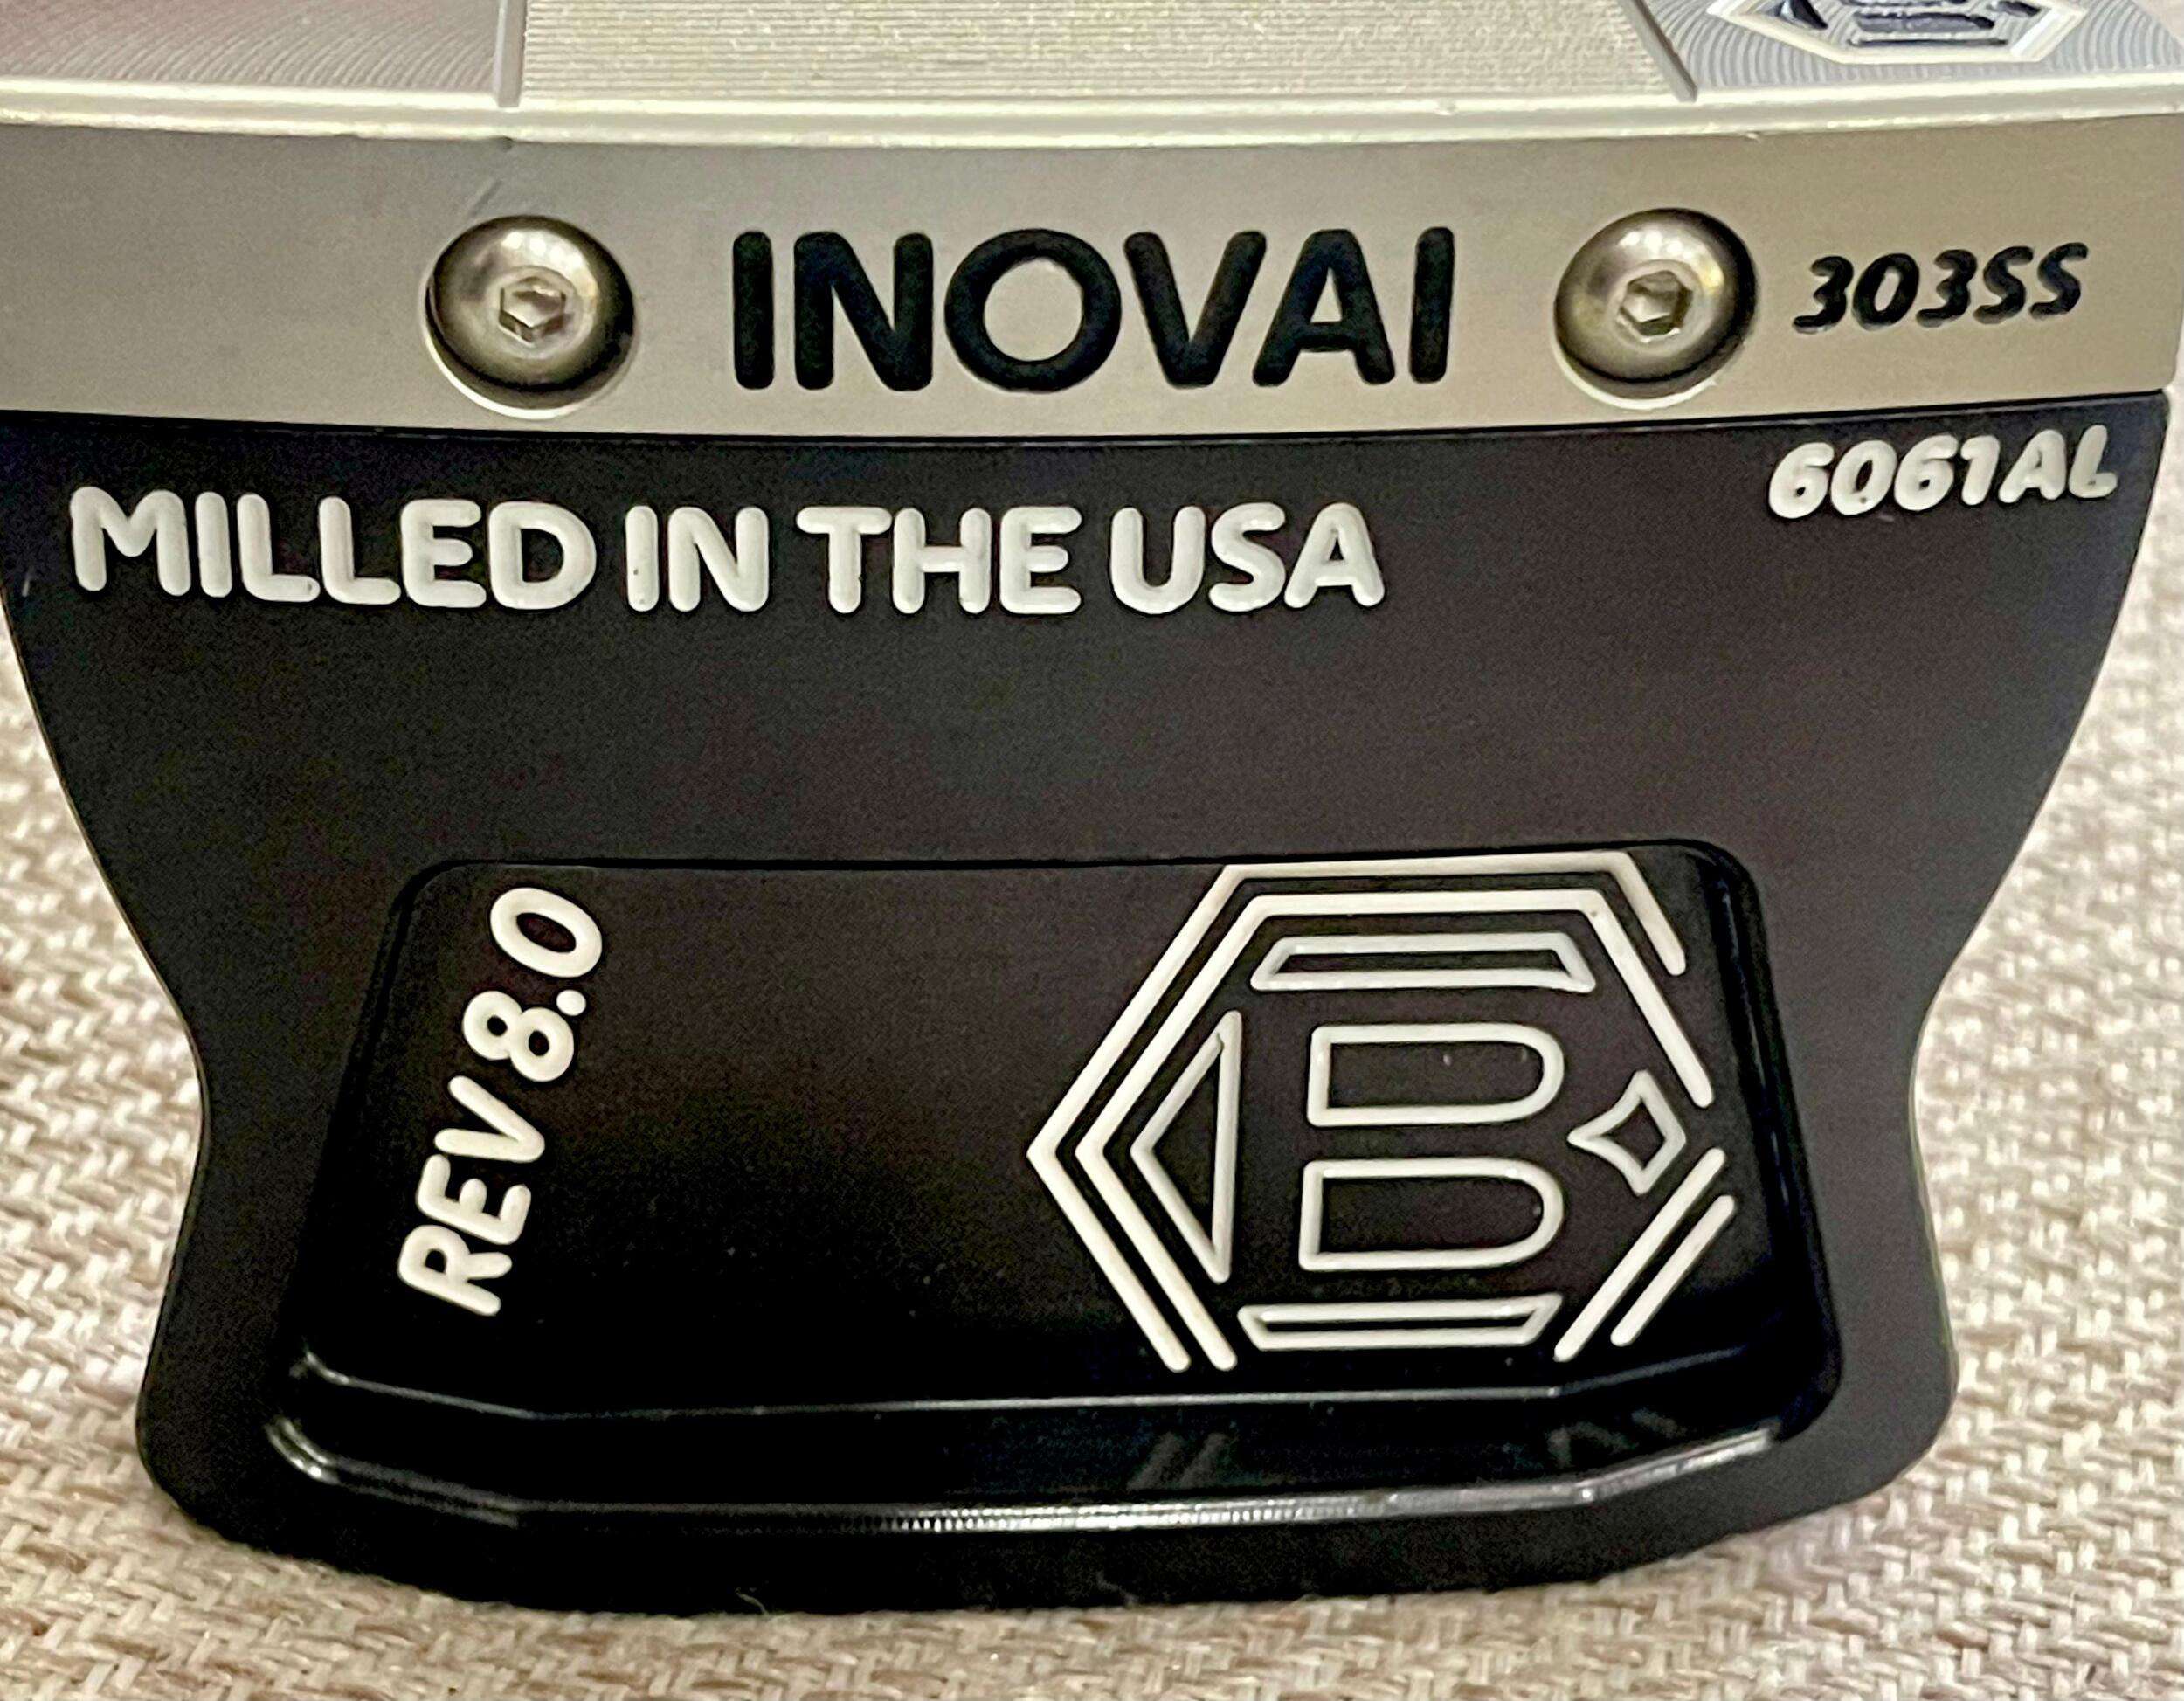 INOVAI
303SS
6061AL
MILLED IN THE USA
REV 8.0
B